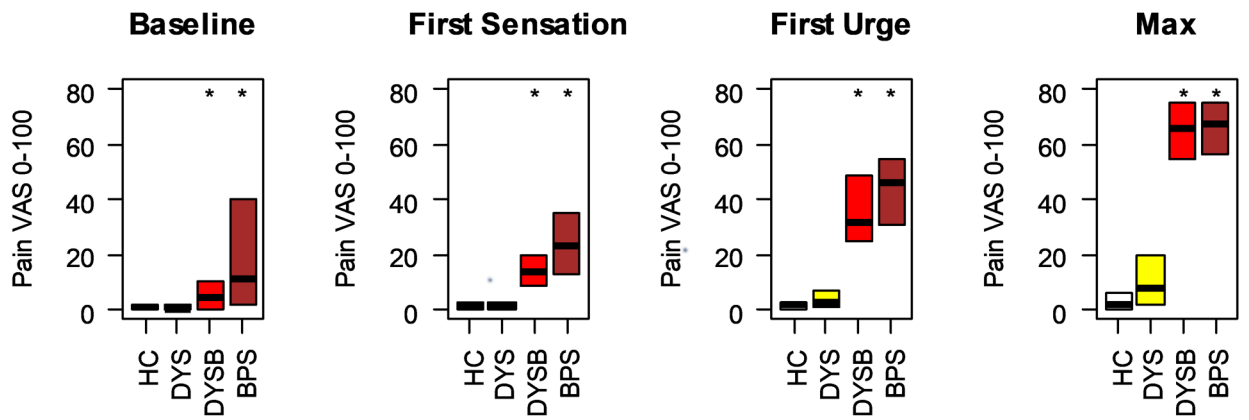 Baseline
First Sensation
First Urge
Max
Pain VAS 0-100
80
60
40
20
0
* *
HC
DYS
DYSB
BPS
Pain VAS 0-100
80
60
40
20
0
* *
HC
DYS
DYSB
BPS
Pain VAS 0-100
80
60
40
20
0
* *
HC
DYS
DYSB
BPS
Pain VAS 0-100
80
60
40
20
0
* *
HC
DYS
DYSB
BPS